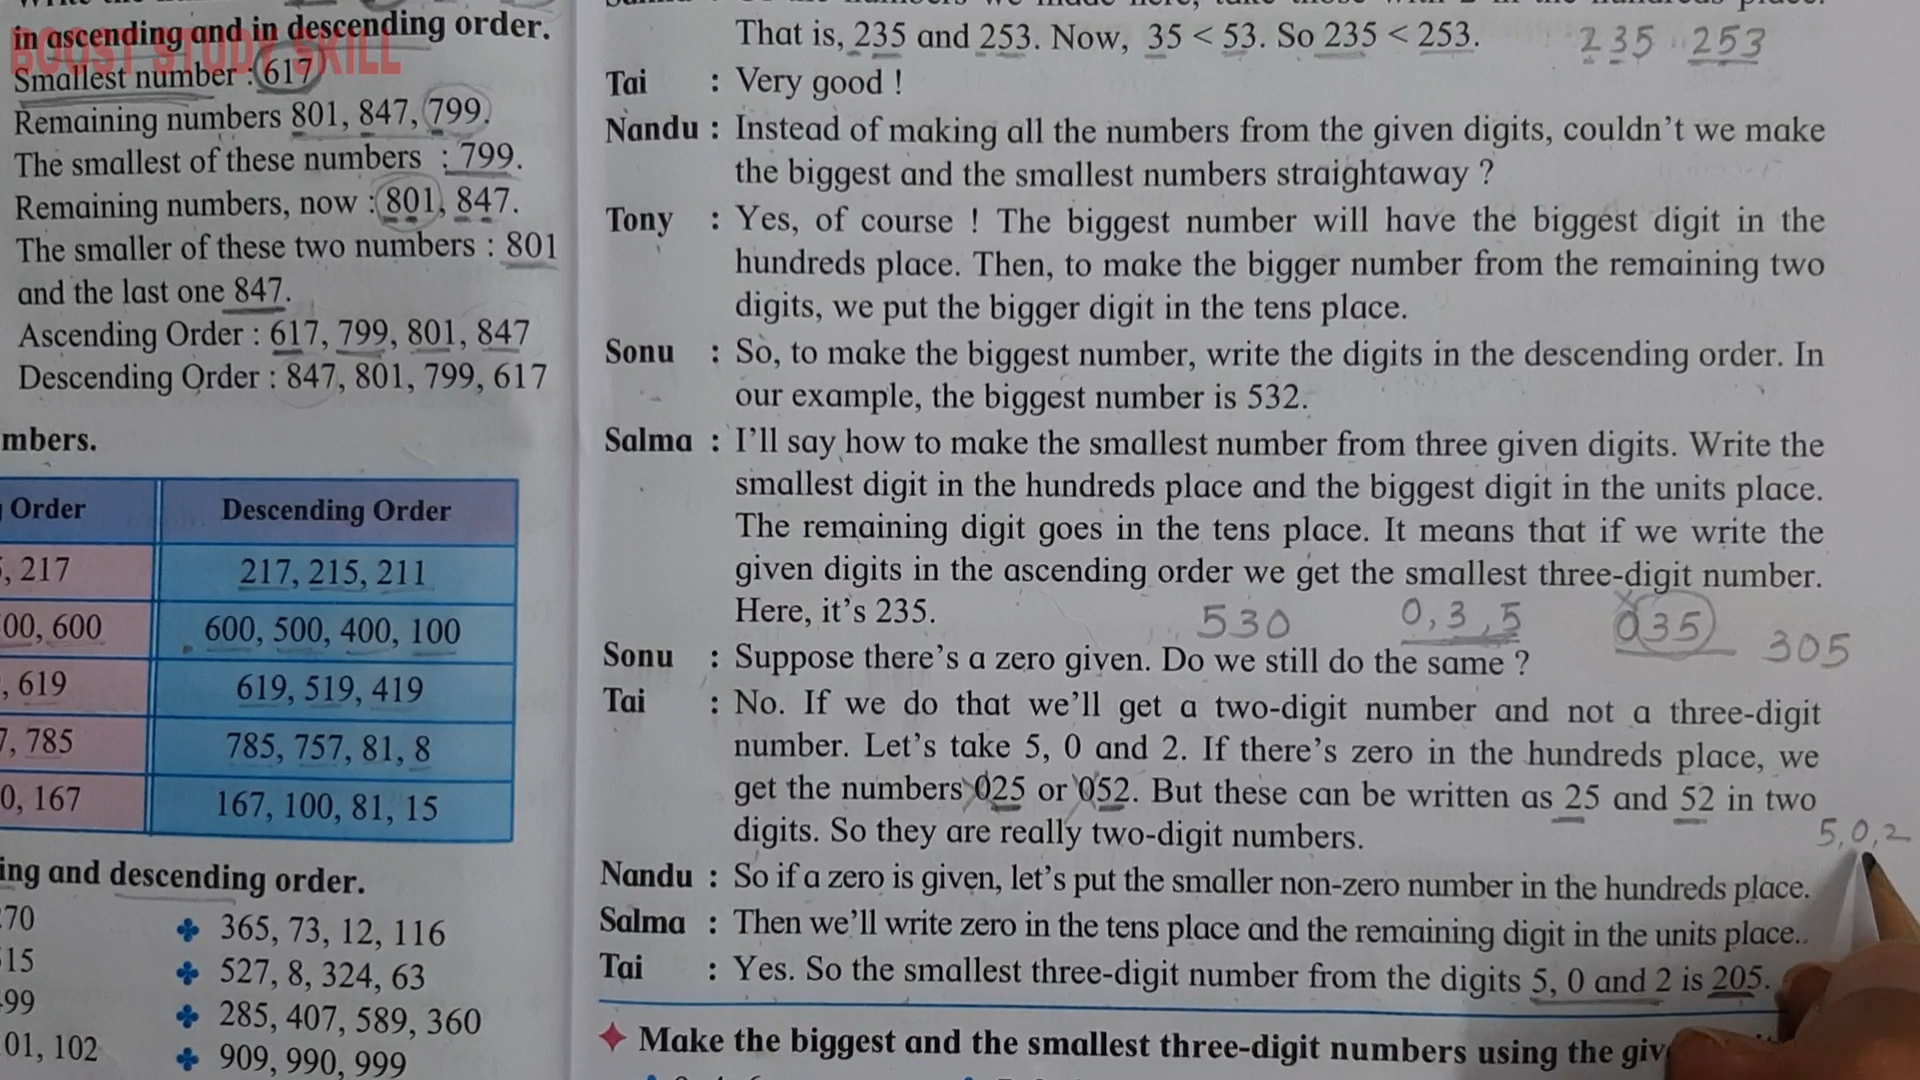 in ascending and in descending order.
BOOST STUDY SKILL
Smallest number : 617
Remaining numbers 801, 847, 799.
The smallest of these numbers : 799.
Remaining numbers, now : 801, 847.
The smaller of these two numbers : 801
and the last one 847.
Ascending Order : 617, 799, 801, 847
Descending Order : 847, 801, 799, 617
mbers.
Order Descending Order
, 217 217, 215, 211
00, 600 600, 500, 400, 100
, 619 619, 519, 419
7, 785 785, 757, 81, 8
0, 167 167, 100, 81, 15
ing and descending order.
70 365, 73, 12, 116
15 527, 8, 324, 63
99 285, 407, 589, 360
01, 102 909, 990, 999
That is, 235 and 253. Now, 35 < 53. So 235 < 253. 235 253
Tai : Very good !
Nandu : Instead of making all the numbers from the given digits, couldn't we make
the biggest and the smallest numbers straightaway ?
Tony : Yes, of course ! The biggest number will have the biggest digit in the
hundreds place. Then, to make the bigger number from the remaining two
digits, we put the bigger digit in the tens place.
Sonu : So, to make the biggest number, write the digits in the descending order. In
our example, the biggest number is 532.
Salma : I'll say how to make the smallest number from three given digits. Write the
smallest digit in the hundreds place and the biggest digit in the units place.
The remaining digit goes in the tens place. It means that if we write the
given digits in the ascending order we get the smallest three-digit number.
Here, it's 235. 530 0,3,5 035 305
Sonu : Suppose there's a zero given. Do we still do the same ?
Tai : No. If we do that we'll get a two-digit number and not a three-digit
number. Let's take 5, 0 and 2. If there's zero in the hundreds place, we
get the numbers 025 or 052. But these can be written as 25 and 52 in two
digits. So they are really two-digit numbers. 5,0,2
Nandu : So if a zero is given, let's put the smaller non-zero number in the hundreds place.
Salma : Then we'll write zero in the tens place and the remaining digit in the units place..
Tai : Yes. So the smallest three-digit number from the digits 5, 0 and 2 is 205.
Make the biggest and the smallest three-digit numbers using the giv